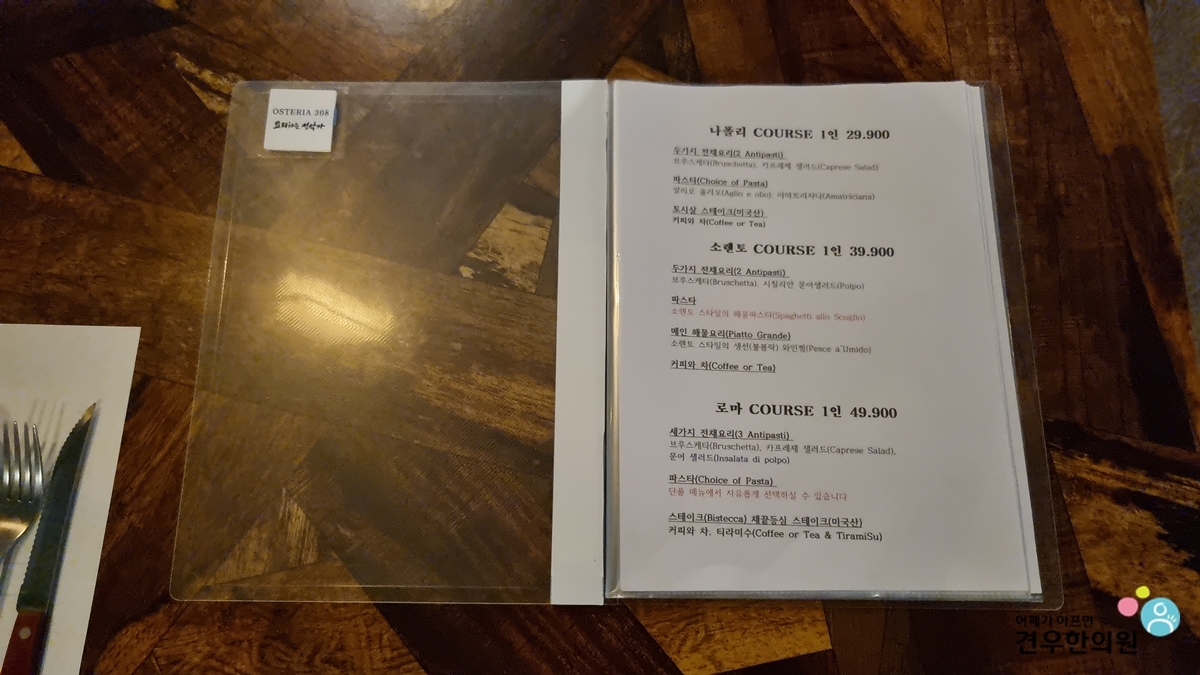 OSTERIA 368
요리하는 성악가
나폴리 COURSE 1인 29.900
두가지 전채요리(2 Antipasti)
브루스케타(Bruschetta), 카프레제 샐러드(Caprese Salad)
파스타(Choice of Pasta)
알리오 올리오(Aglio e olio), 아마트리치나(Amatriciana)
토시살 스테이크(미국산)
커피와 차(Coffee or Tea)
소렌토 COURSE 1인 39.900
두가지 전채요리(2 Antipasti)
브루스케타(Bruschetta), 시칠리안 문어샐러드(Polpo)
파스타
소렌토 스타일의 해물파스타(Spaghetti allo Scoglio)
메인 해물요리(Piatto Grande)
소렌토 스타일의 생선(볼볼락) 와인찜(Pesce a`Umido)
커피와 차(Coffee or Tea)
로마 COURSE 1인 49.900
세가지 전채요리(3 Antipasti)
브루스케타(Bruschetta), 카프레제 샐러드(Caprese Salad),
문어 샐러드(Insalata di polpo)
파스타(Choice of Pasta)
단품 메뉴에서 자유롭게 선택하실 수 있습니다
스테이크(Bistecca) 채끝등심 스테이크(미국산)
커피와 차, 티라미수(Coffee or Tea & TiramiSu)
어깨가 아프면
견우한의원